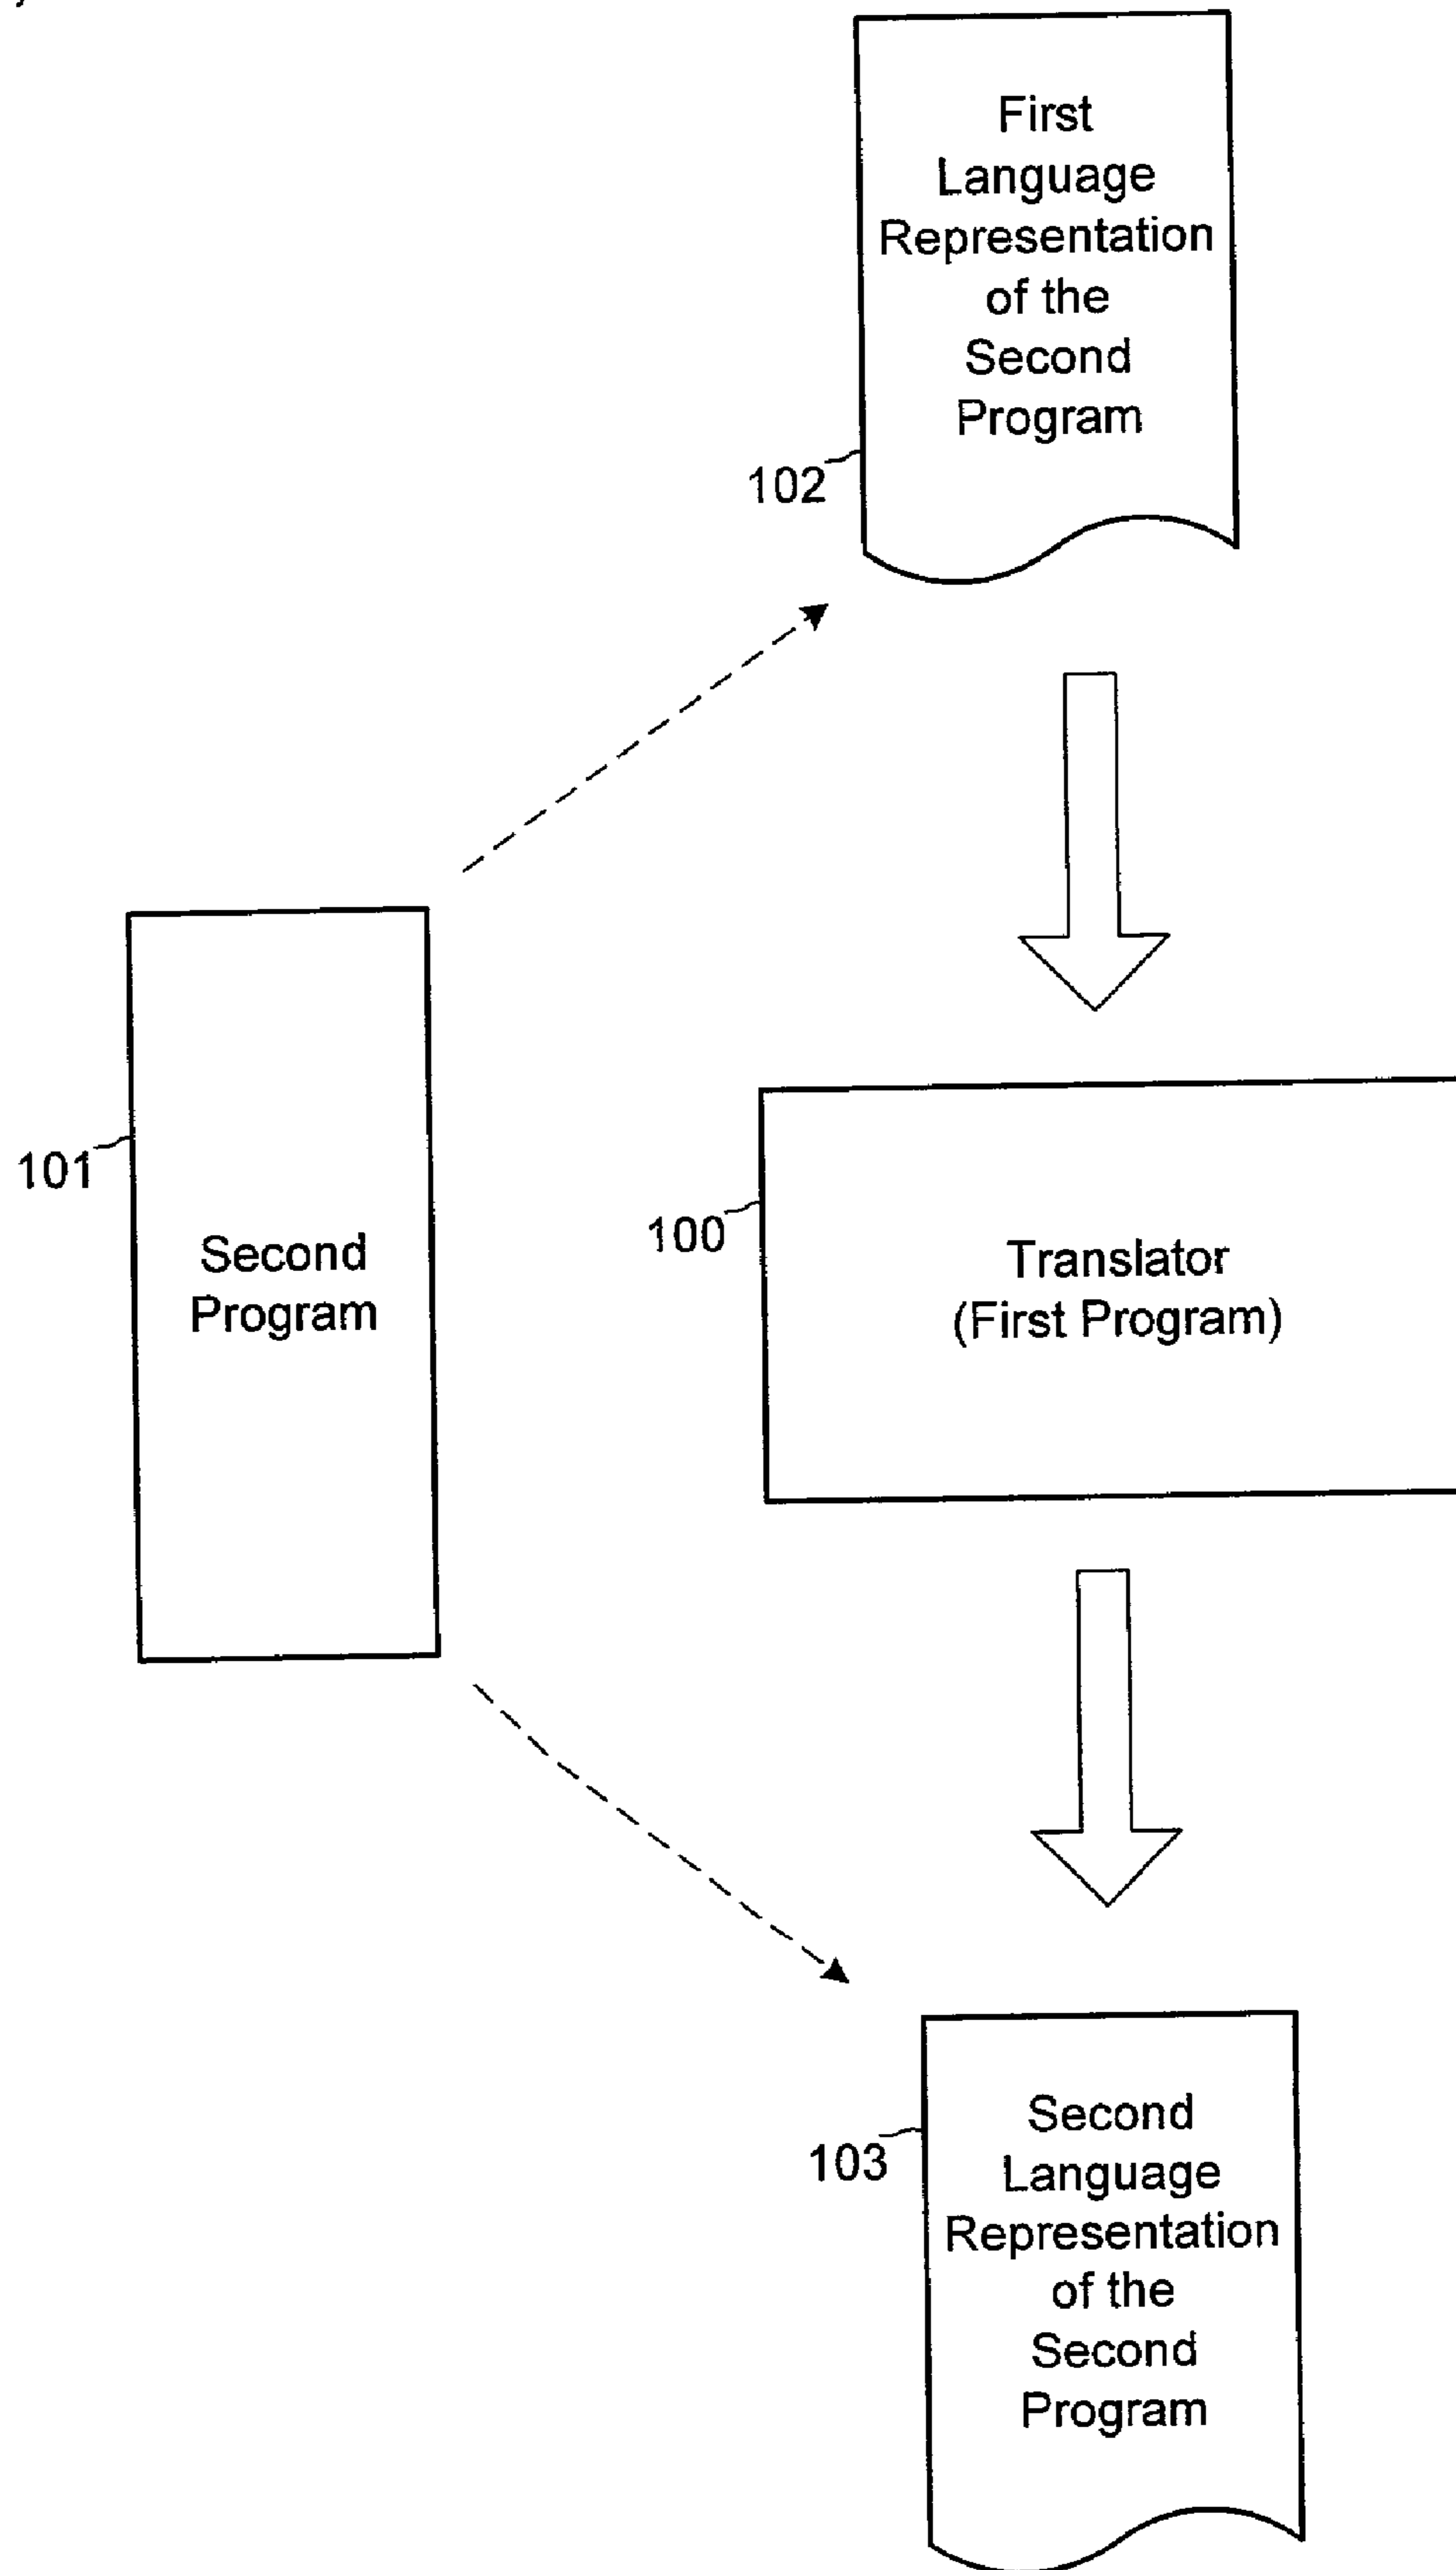 First
Language
Representation
of the
Second
Program
102
101
Second
Program
100
Translator
(First Program)
103
Second
Language
Representation
of the
Second
Program